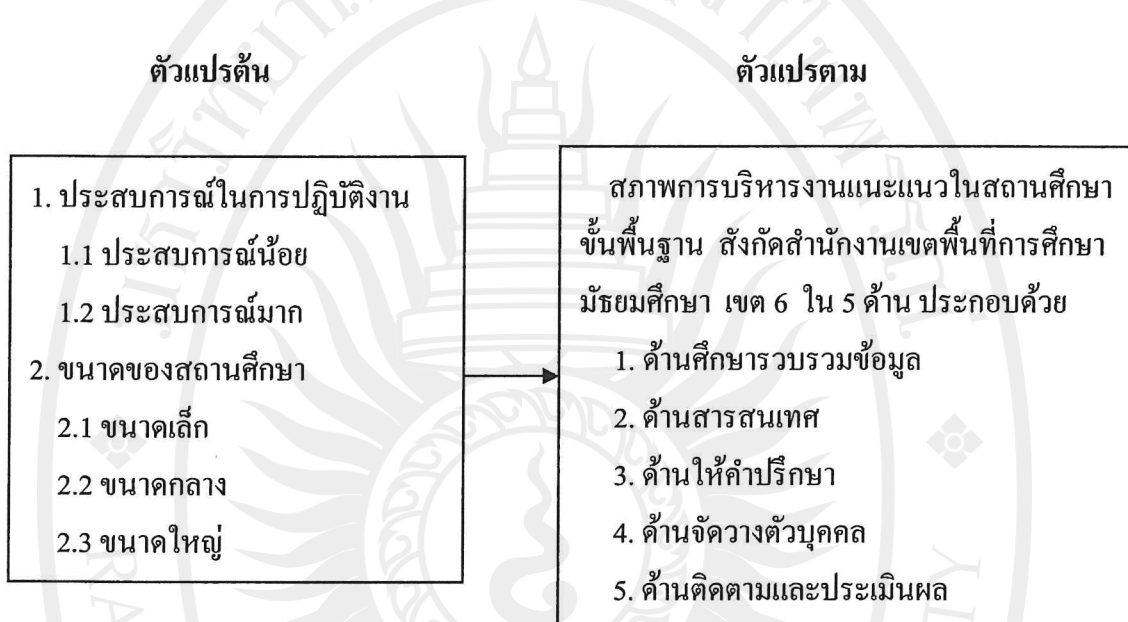 ตัวแปรต้น
ตัวแปรตาม
1. ประสบการณ์ในการปฏิบัติงาน
1.1 ประสบการณ์น้อย
1.2 ประสบการณ์มาก
2. ขนาดของสถานศึกษา
2.1 ขนาดเล็ก
2.2 ขนาดกลาง
2.3 ขนาดใหญ่
สภาพการบริหารงานแนะแนวในสถานศึกษา
ขั้นพื้นฐาน สังกัดสำนักงานเขตพื้นที่การศึกษา
มัธยมศึกษา เขต 6 ใน 5 ด้าน ประกอบด้วย
1. ด้านศึกษารวบรวมข้อมูล
2. ด้านสารสนเทศ
3. ด้านให้คำปรึกษา
4. ด้านจัดวางตัวบุคคล
5. ด้านติดตามและประเมินผล